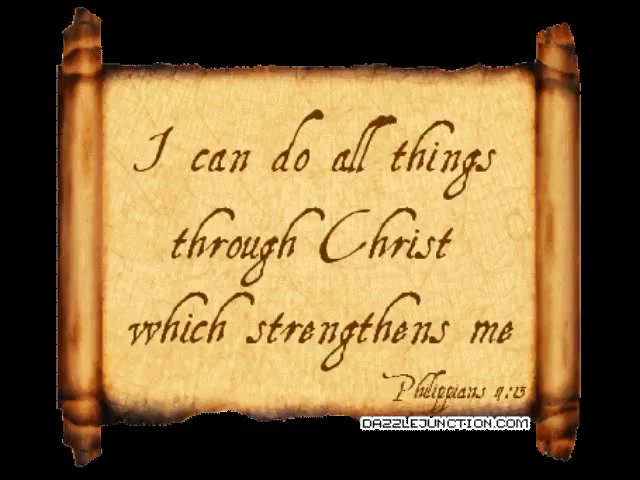 I can do all things
through Christ
which strengthens me
Philippians 4:13
DAZZLEJUNCTION.COM